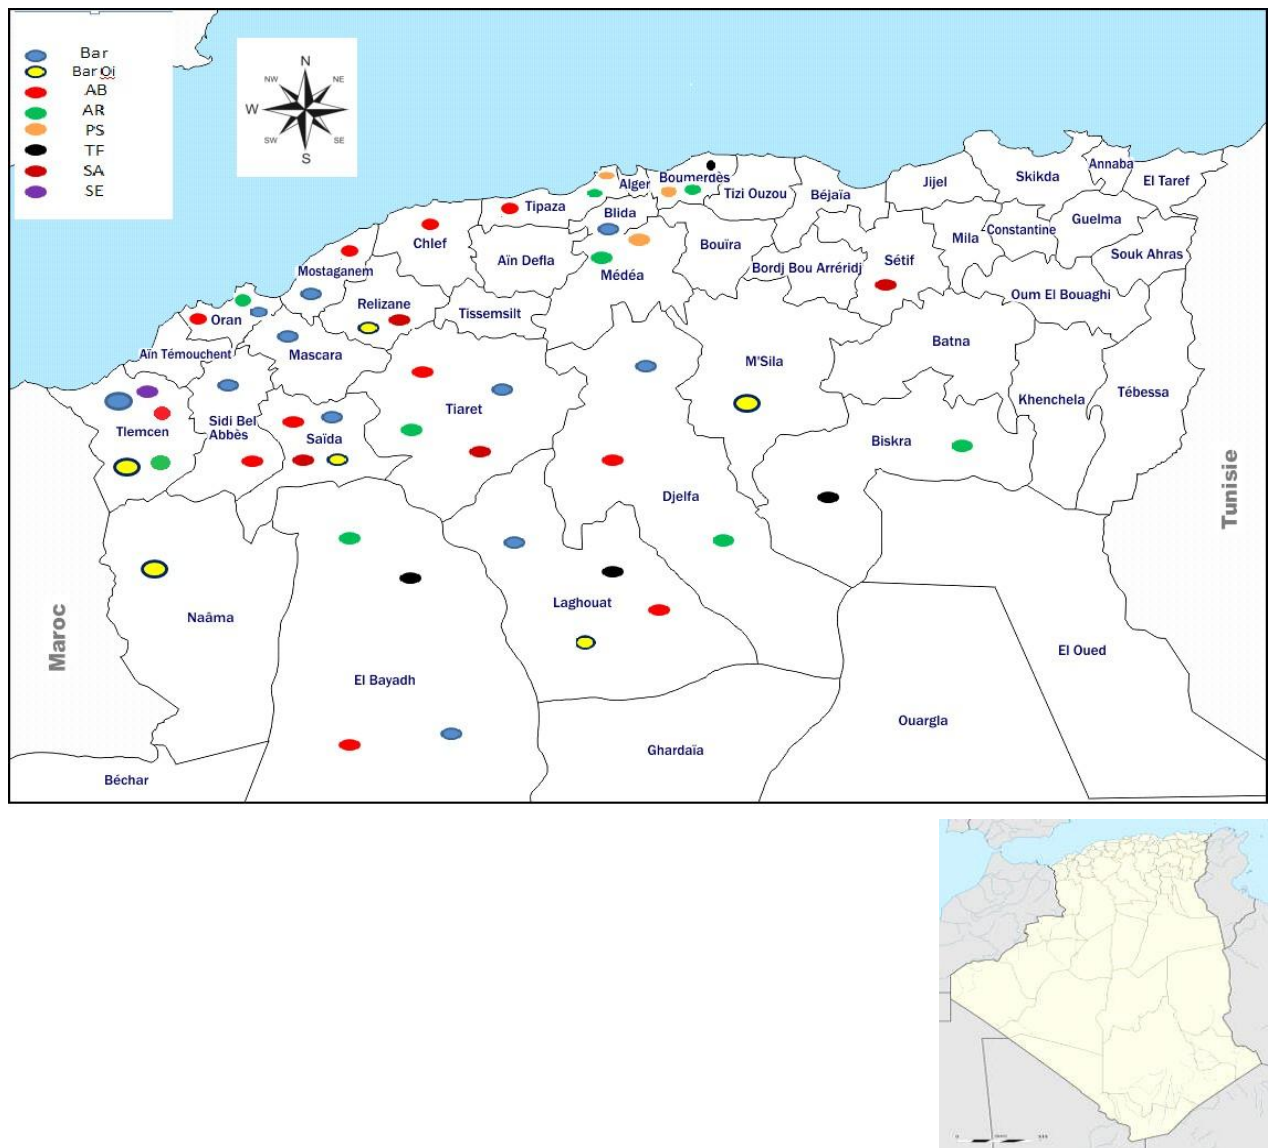 Bar
Bar Oi
AB
AR
PS
TF
SA
SE
N
NW NE
W E
SW SE
S
Alger
Boumerdès
Tizi Ouzou
Béjaïa
Jijel
Skikda
Annaba
El Taref
Tipaza
Blida
Chlef
Aïn Defla
Médéa
Bouïra
Bordj Bou Arréridj
Sétif
Mila
Constantine
Guelma
Souk Ahras
Mostaganem
Relizane
Tissemsilt
Oum El Bouaghi
Oran
Aïn Témouchent
Mascara
M'Sila
Batna
Khenchela
Tébessa
Tlemcen
Sidi Bel
Abbès
Saïda
Tiaret
Biskra
Djelfa
Tunisie
Maroc
Naâma
Laghouat
El Bayadh
El Oued
Ouargla
Ghardaïa
Béchar